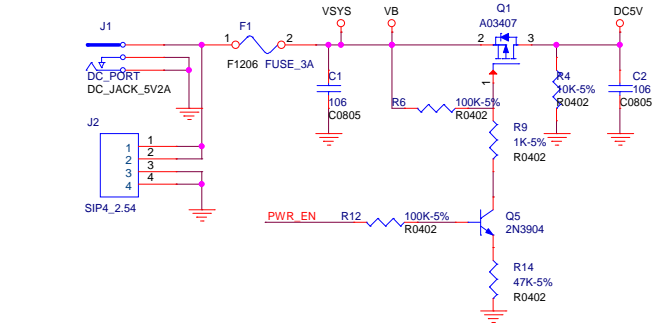 J1
DC_PORT
DC_JACK_5V2A
1
F1
2
F1206
FUSE_3A
VSYS
VB
C1
106
C0805
Q1
A03407
2
3
1
DC5V
R4
10K-5%
R0402
C2
106
C0805
R6
100K-5%
R0402
R9
1K-5%
R0402
J2
1
2
3
4
1
2
3
4
SIP4_2.54
PWR_EN
R12
100K-5%
R0402
Q5
2N3904
R14
47K-5%
R0402